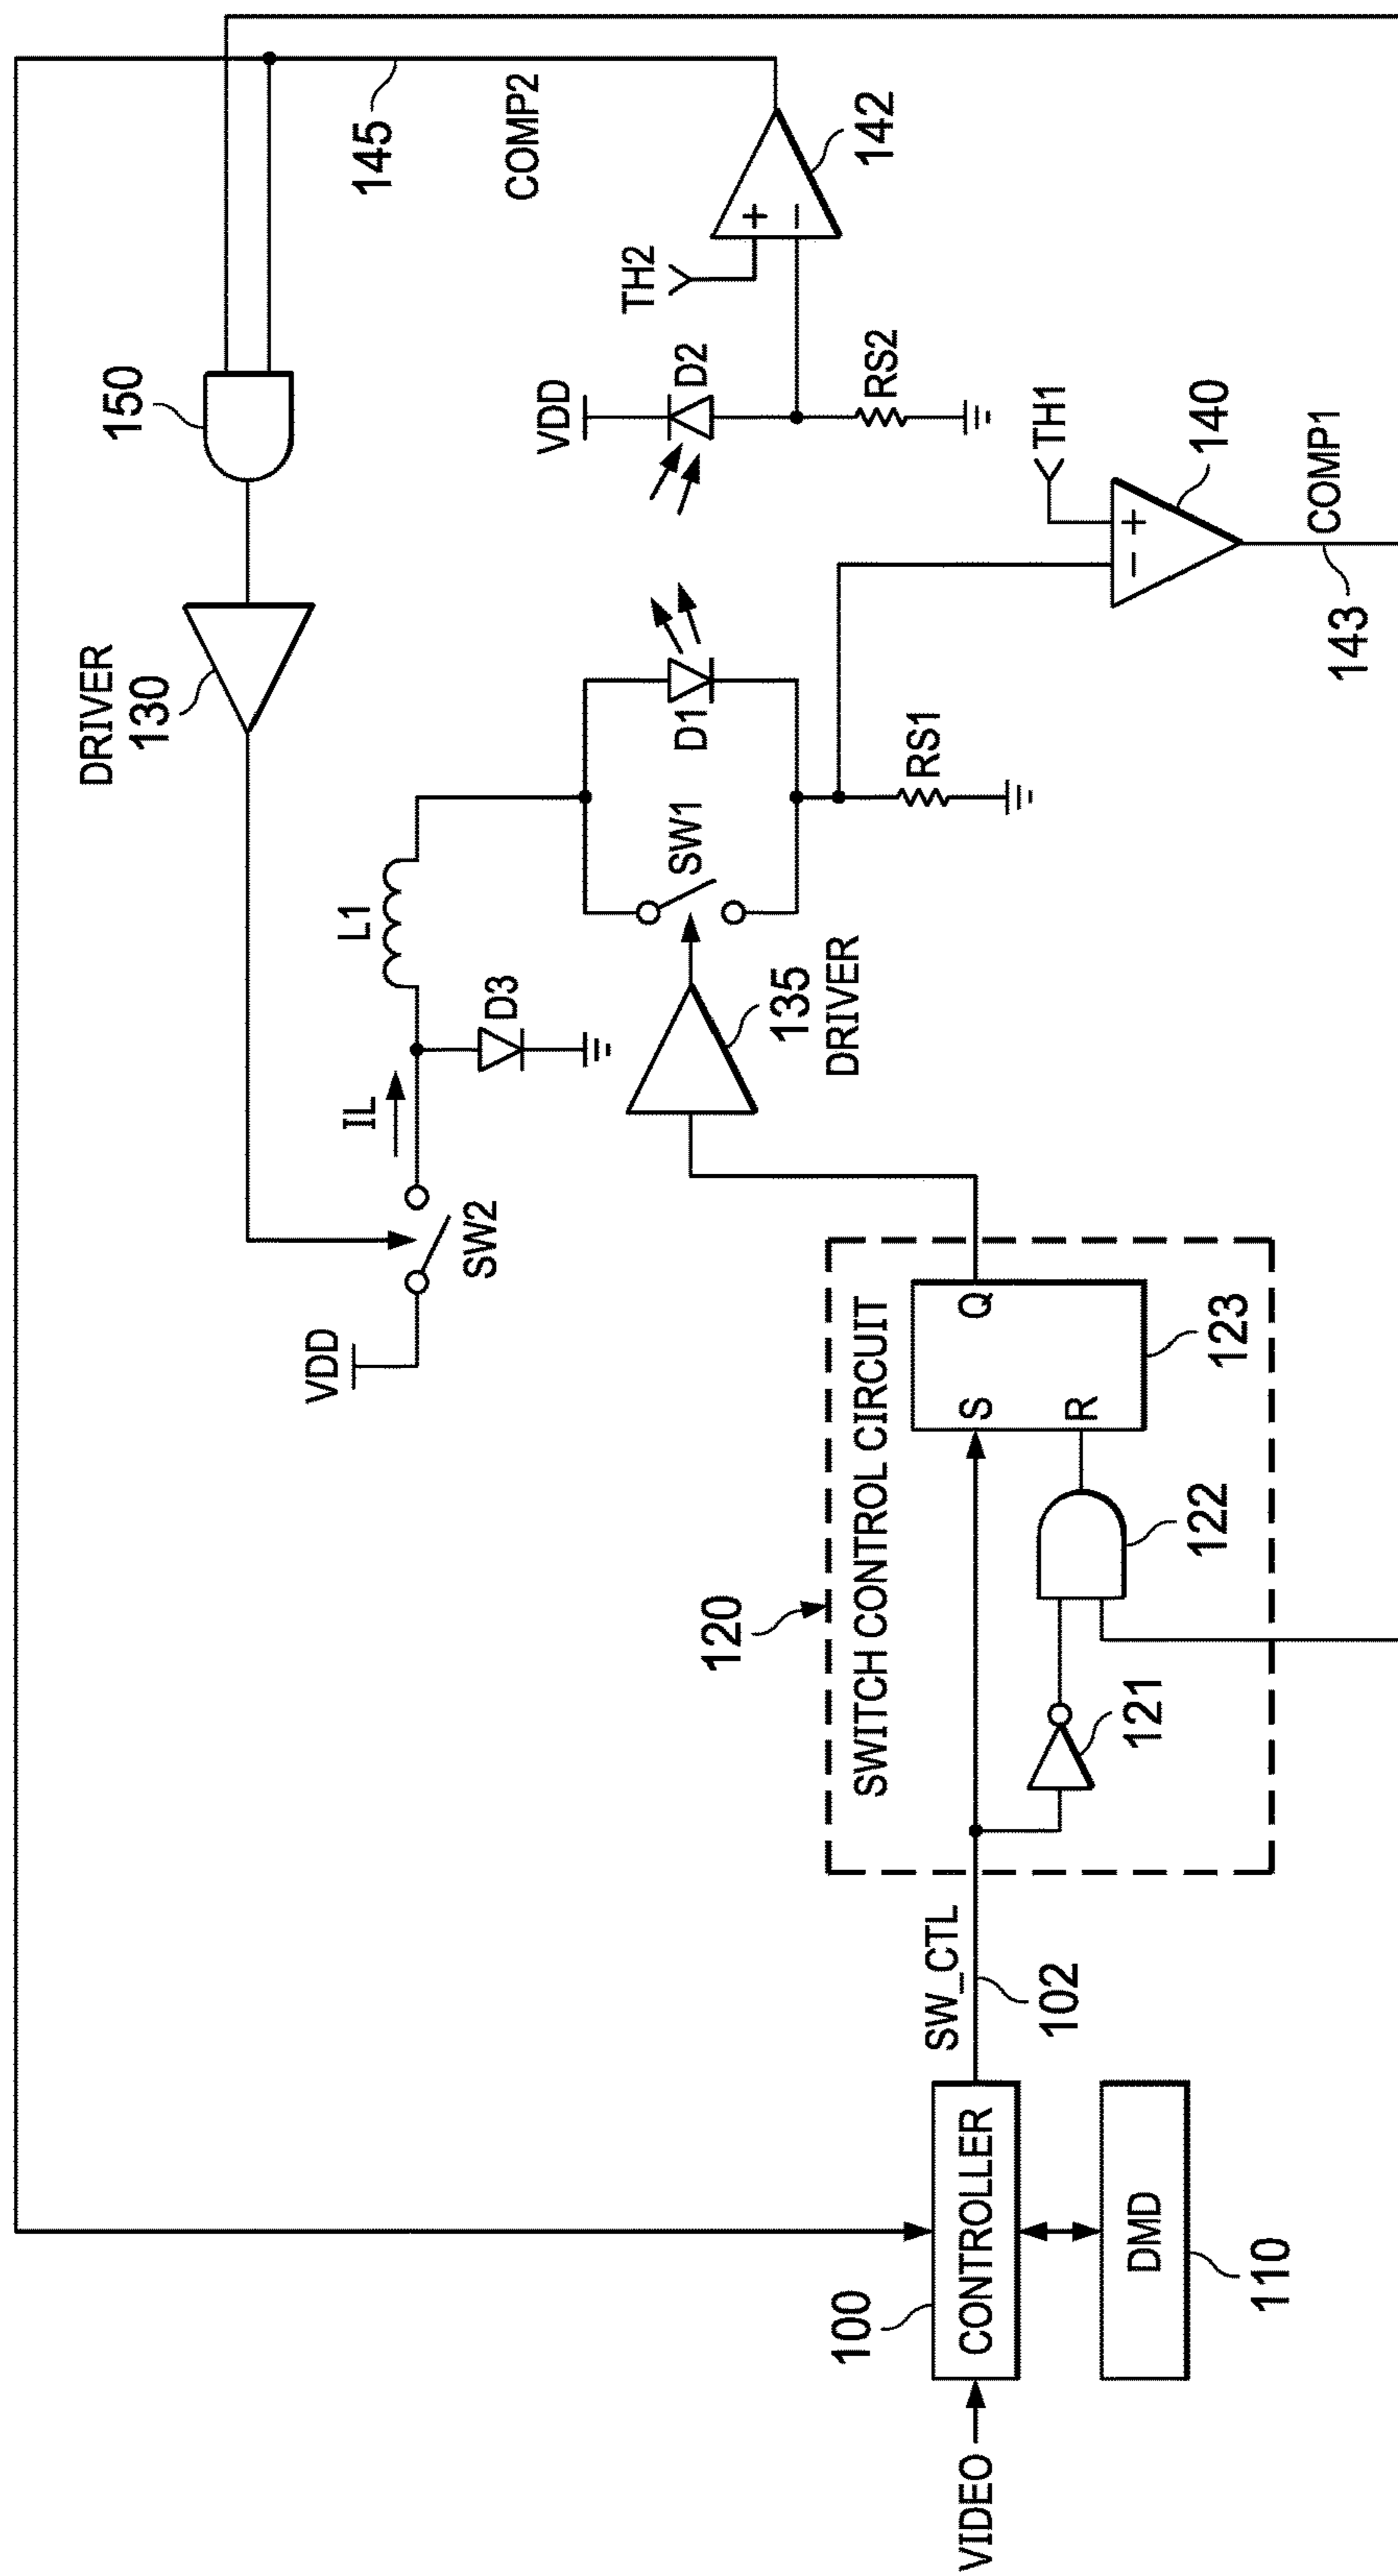 VIDEO
CONTROLLER
100
DMD
110
SW_CTL
102
120
SWITCH CONTROL CIRCUIT
121
122
S
R
Q
123
135
DRIVER
VDD
SW2
IL
D3
L1
DRIVER
130
150
SW1
D1
RS1
VDD
D2
RS2
TH2
+
−
142
COMP2
145
TH1
+
−
140
COMP1
143